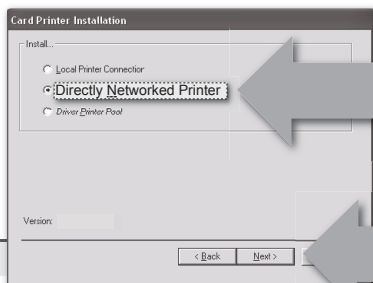 Card Printer Installation
Install...
Local Printer Connection
Directly Networked Printer
Driver Printer Pool
Version:
< Back Next >